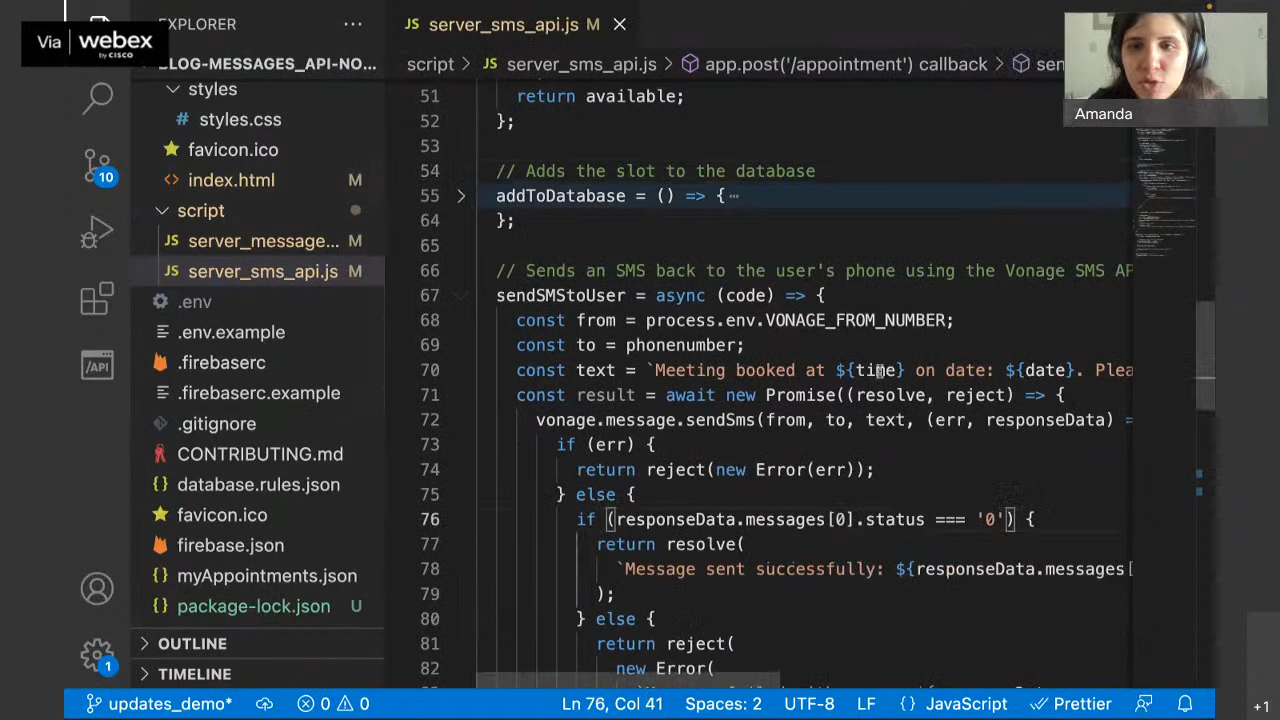 Via webex
by CISCO
EXPLORER
BLOG-MESSAGES_API-NO...
styles
# styles.css
favicon.ico
<> index.html M
script
JS server_message... M
JS server_sms_api.js M
.env
.env.example
.firebaserc
.firebaserc.example
.gitignore
CONTRIBUTING.md
{} database.rules.json
favicon.ico
{} firebase.json
{} myAppointments.json
{} package-lock.json U
OUTLINE
TIMELINE
10
/API
1
JS server_sms_api.js M
script > JS server_sms_api.js > app.post('/appointment') callback >
Amanda
51 return available;
52 };
53
54 // Adds the slot to the database
55 addToDatabase = () => {
64 };
65
66 // Sends an SMS back to the user's phone using the Vonage SMS AP
67 sendSMStoUser = async (code) => {
68 const from = process.env.VONAGE_FROM_NUMBER;
69 const to = phonenumber;
70 const text = `Meeting booked at ${time} on date: ${date}. Plea
71 const result = await new Promise((resolve, reject) => {
72 vonage.message.sendSms(from, to, text, (err, responseData) =
73 if (err) {
74 return reject(new Error(err));
75 } else {
76 if (responseData.messages[0].status === '0') {
77 return resolve(
78 `Message sent successfully: ${responseData.messages[
79 );
80 } else {
81 return reject(
82 new Error(
updates_demo* 0 0 Ln 76, Col 41 Spaces: 2 UTF-8 LF {} JavaScript Prettier
+1